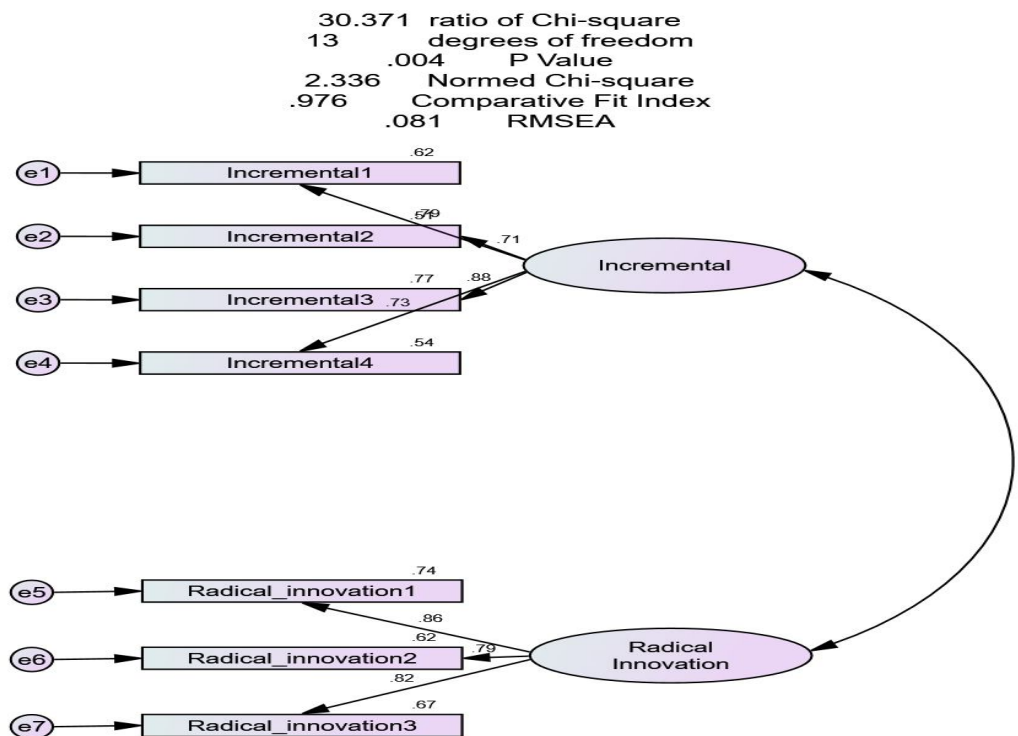 30.371 ratio of Chi-square
13 degrees of freedom
.004 P Value
2.336 Normed Chi-square
.976 Comparative Fit Index
.081 RMSEA
.62
e1 Incremental1
.51 .79
e2 Incremental2 .71
Incremental
.77 .88
e3 Incremental3 .73
.54
e4 Incremental4
.74
e5 Radical_innovation1
.86
.62
e6 Radical_innovation2 .79
Radical
Innovation
.82
.67
e7 Radical_innovation3